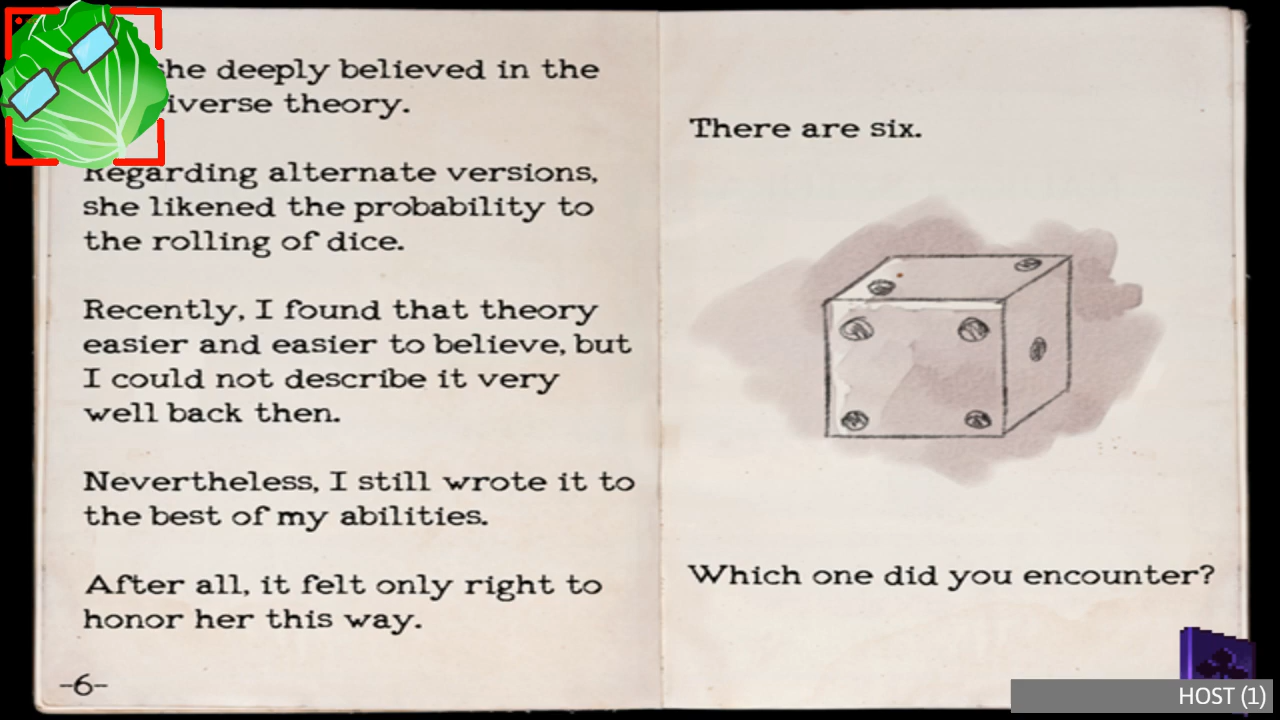 she deeply believed in the
iverse theory.
Regarding alternate versions,
she likened the probability to
the rolling of dice.
Recently, I found that theory
easier and easier to believe, but
I could not describe it very
well back then.
Nevertheless, I still wrote it to
the best of my abilities.
After all, it felt only right to
honor her this way.
-6-
There are six.
Which one did you encounter?
HOST (1)